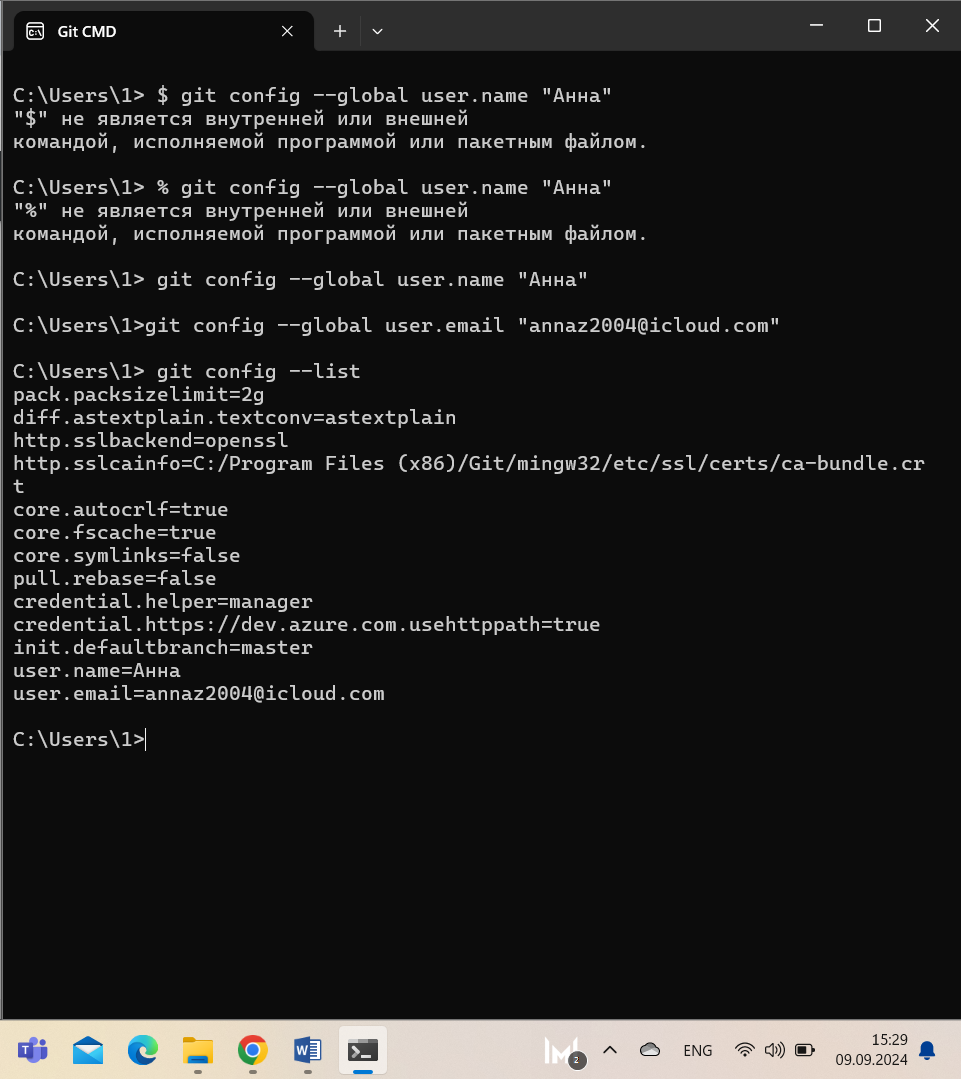 Git CMD
C:\Users\1> $ git config --global user.name "Анна"
"$" не является внутренней или внешней
командой, исполняемой программой или пакетным файлом.
C:\Users\1> % git config --global user.name "Анна"
"%" не является внутренней или внешней
командой, исполняемой программой или пакетным файлом.
C:\Users\1> git config --global user.name "Анна"
C:\Users\1>git config --global user.email "annaz2004@icloud.com"
C:\Users\1> git config --list
pack.packsizelimit=2g
diff.astextplain.textconv=astextplain
http.sslbackend=openssl
http.sslcainfo=C:/Program Files (x86)/Git/mingw32/etc/ssl/certs/ca-bundle.cr
t
core.autocrlf=true
core.fscache=true
core.symlinks=false
pull.rebase=false
credential.helper=manager
credential.https://dev.azure.com.usehttppath=true
init.defaultbranch=master
user.name=Анна
user.email=annaz2004@icloud.com
C:\Users\1>
ENG
15:29
09.09.2024